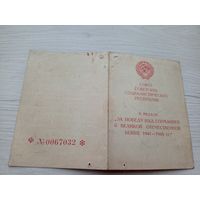 СОЮЗ
СОВЕТСКИХ
СОЦИАЛИСТИЧЕСКИХ
РЕСПУБЛИК
К МЕДАЛИ
„ЗА ПОБЕДУ НАД ГЕРМАНИЕЙ
В ВЕЛИКОЙ ОТЕЧЕСТВЕННОЙ
ВОЙНЕ 1941—1945 гг.“
№ 0067032